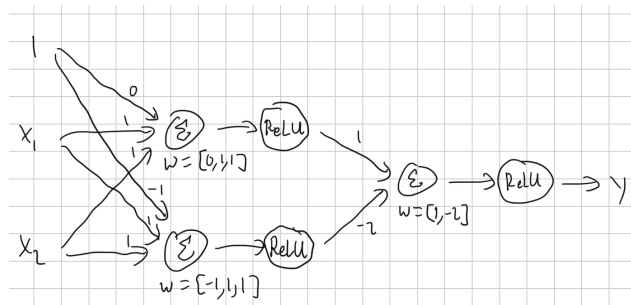 1
0
X₁
1
Σ
ReLU
1
1
w = [0,1,1]
-1
Σ
ReLU
Y
w = [1,-2]
1
-2
X₂
1
Σ
ReLU
w = [-1,1,1]